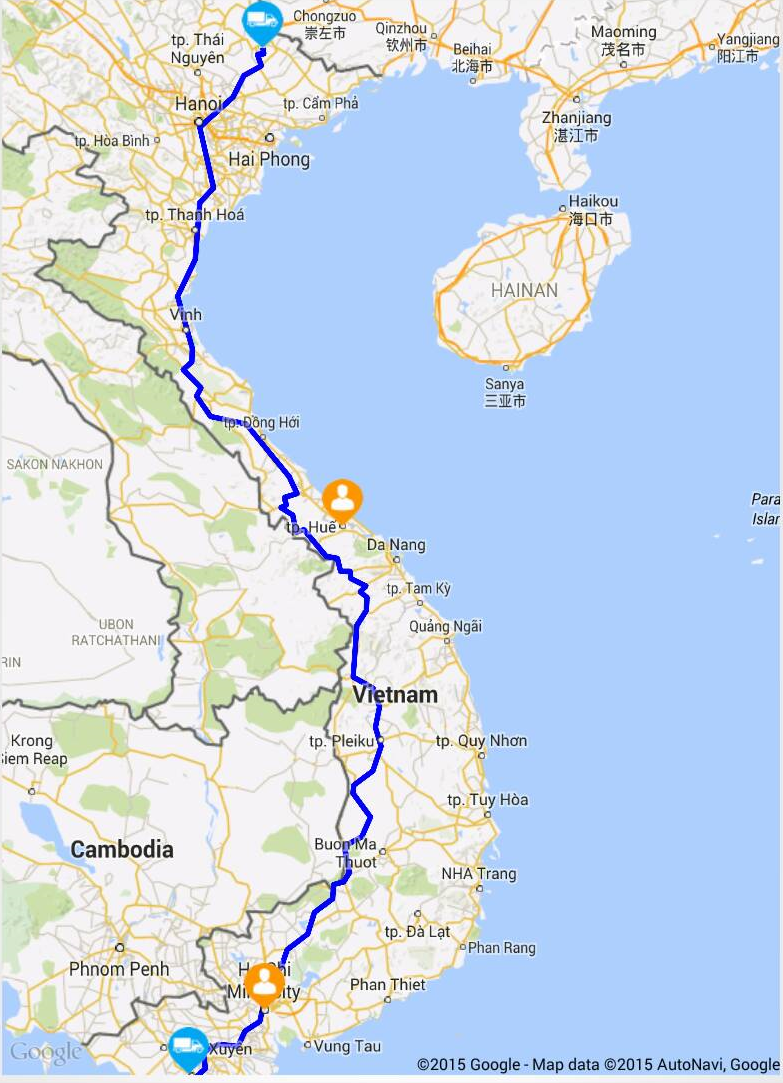 Chongzuo
崇左市
Qinzhou
钦州市
Beihai
北海市
Maoming
茂名市
Yangjiang
阳江市
tp. Thái
Nguyên
Hanoi
tp. Cẩm Phả
tp. Hòa Bình
Hai Phong
Zhanjiang
湛江市
Haikou
海口市
tp. Thanh Hoá
HAINAN
Vinh
Sanya
三亚市
tp. Đồng Hới
SAKON NAKHON
Para
Islar
tp. Huế
Da Nang
tp. Tam Kỳ
UBON
RATCHATHANI
Quảng Ngãi
RIN
Vietnam
Krong
Siem Reap
tp. Pleiku
tp. Quy Nhơn
tp. Tuy Hòa
Cambodia
Buon Ma
Thuot
NHA Trang
tp. Đà Lạt
Phan Rang
Phnom Penh
Phan Thiet
Xuyên
Vung Tau
Google
©2015 Google - Map data ©2015 AutoNavi, Google